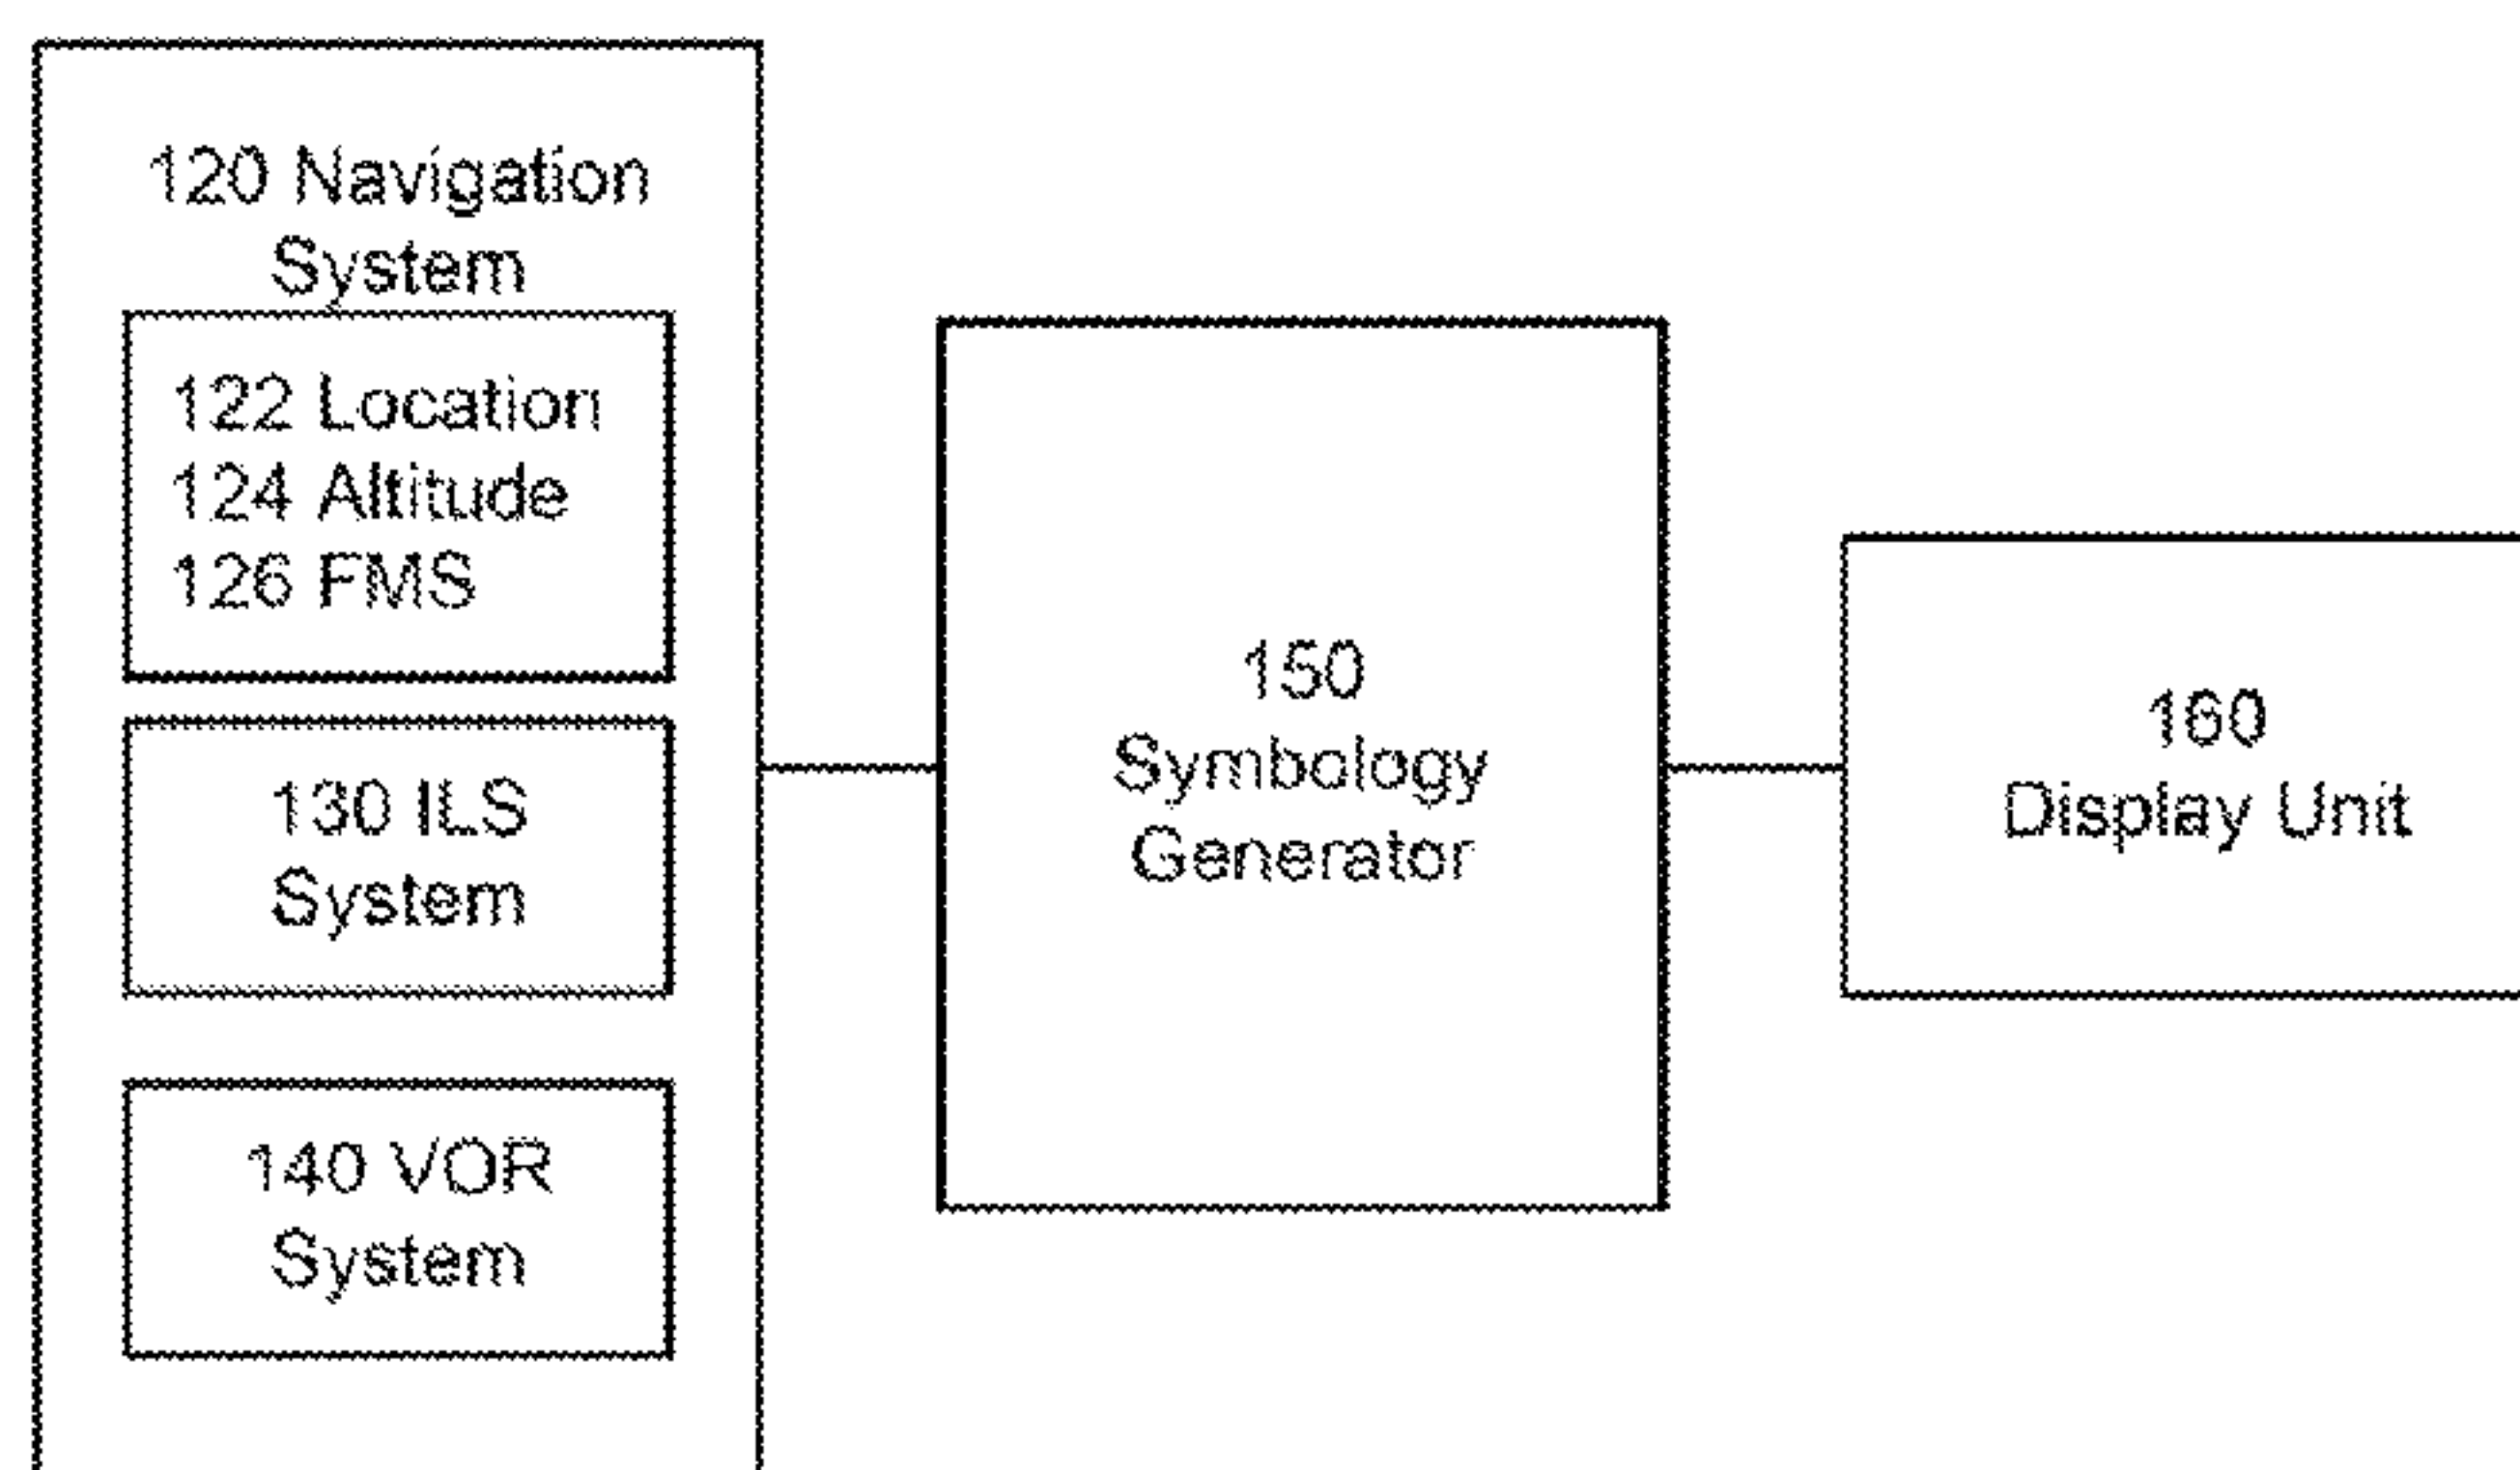 120 Navigation
System
122 Location
124 Altitude
126 FMS
130 ILS
System
140 VOR
System
150
Symbology
Generator
160
Display Unit